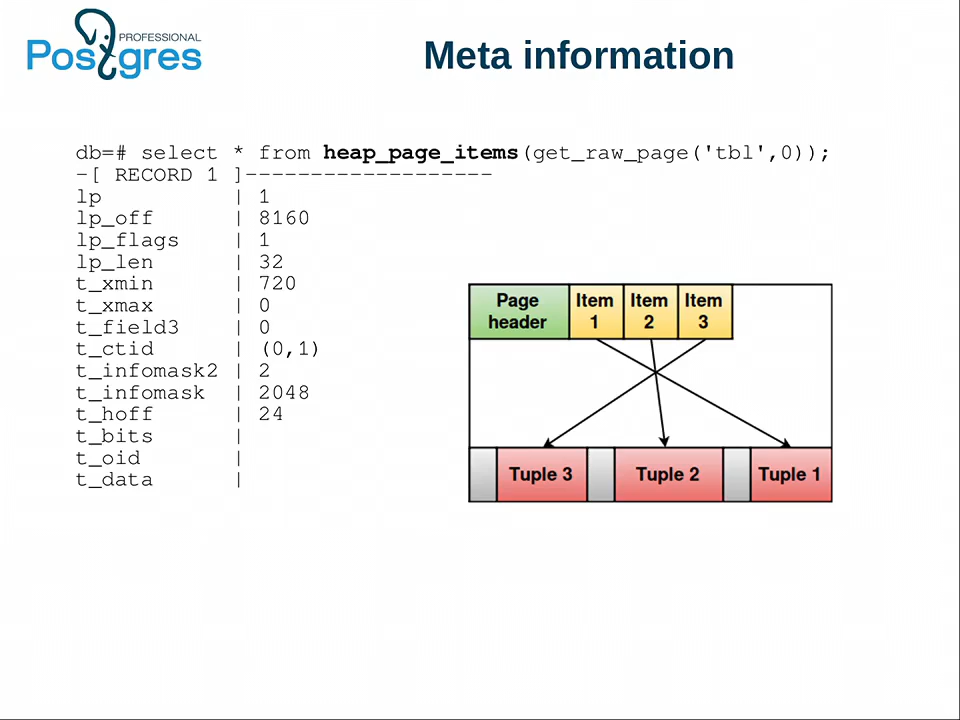 PROFESSIONAL
Postgres
Meta information
db=# select * from heap_page_items(get_raw_page('tbl',0));
-[ RECORD 1 ]-------------------
lp          | 1
lp_off      | 8160
lp_flags    | 1
lp_len      | 32
t_xmin      | 720
t_xmax      | 0
t_field3    | 0
t_ctid      | (0,1)
t_infomask2 | 2
t_infomask  | 2048
t_hoff      | 24
t_bits      |
t_oid       |
t_data      |
Page header
Item 1
Item 2
Item 3
Tuple 3
Tuple 2
Tuple 1